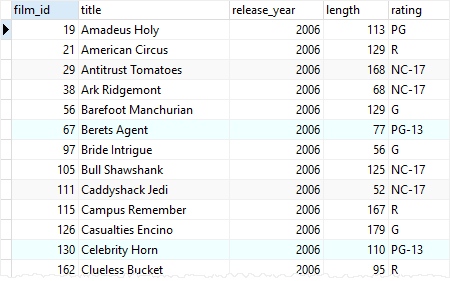 film_id title release_year length rating
19 Amadeus Holy 2006 113 PG
21 American Circus 2006 129 R
29 Antitrust Tomatoes 2006 168 NC-17
38 Ark Ridgemont 2006 68 NC-17
56 Barefoot Manchurian 2006 129 G
67 Berets Agent 2006 77 PG-13
97 Bride Intrigue 2006 56 G
105 Bull Shawshank 2006 125 NC-17
111 Caddyshack Jedi 2006 52 NC-17
115 Campus Remember 2006 167 R
126 Casualties Encino 2006 179 G
130 Celebrity Horn 2006 110 PG-13
162 Clueless Bucket 2006 95 R